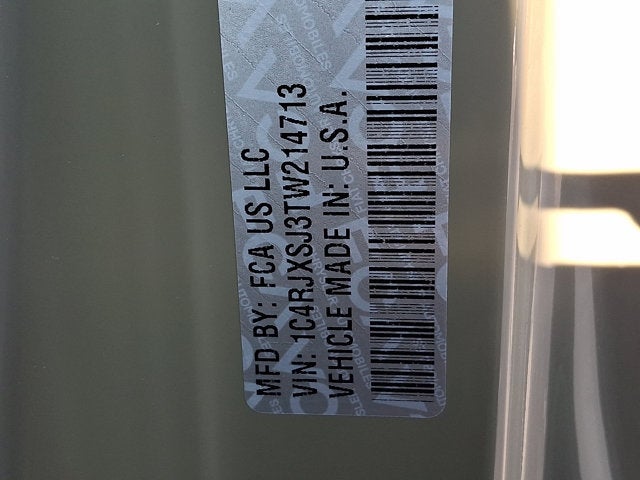 MFD BY: FCA US LLC
VIN: 1C4RJXSJ3TW214713
VEHICLE MADE IN: U.S.A.